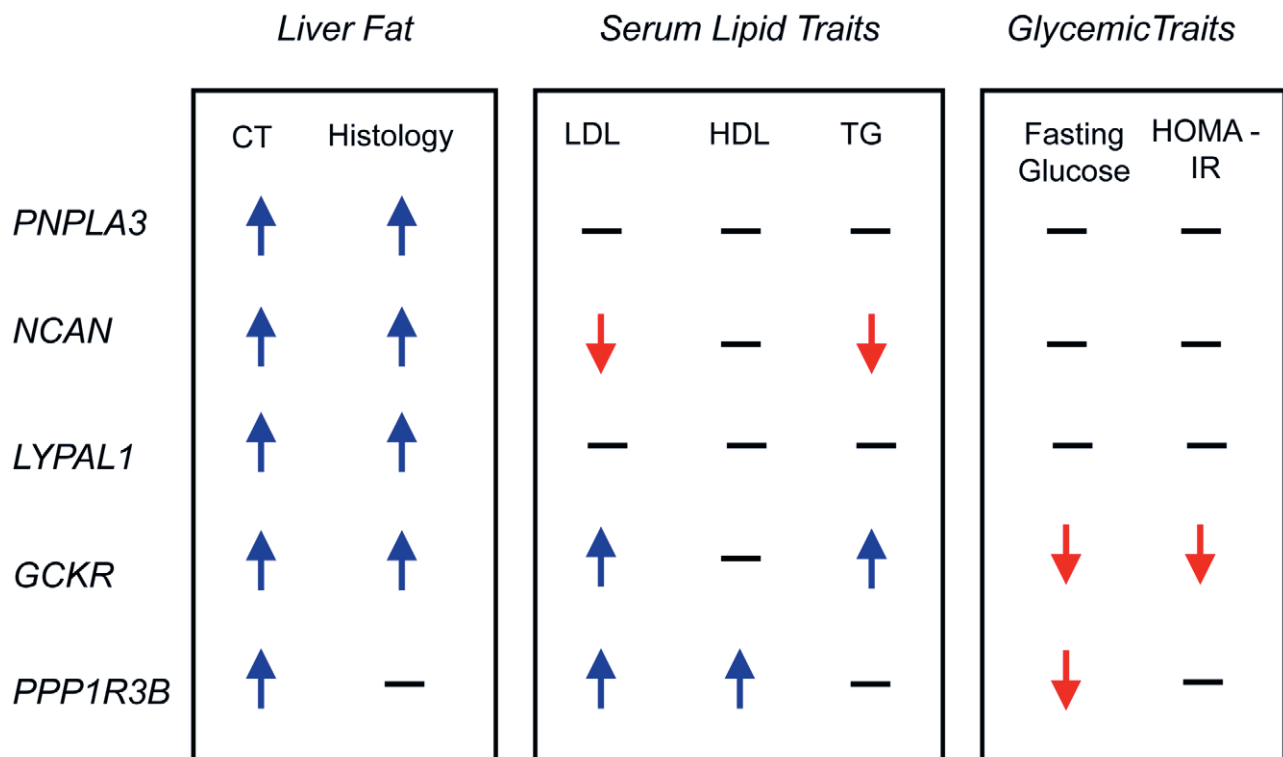 Liver Fat
Serum Lipid Traits
GlycemicTraits
CT
Histology
LDL
HDL
TG
Fasting
Glucose
HOMA -
IR
PNPLA3
NCAN
LYPAL1
GCKR
PPP1R3B